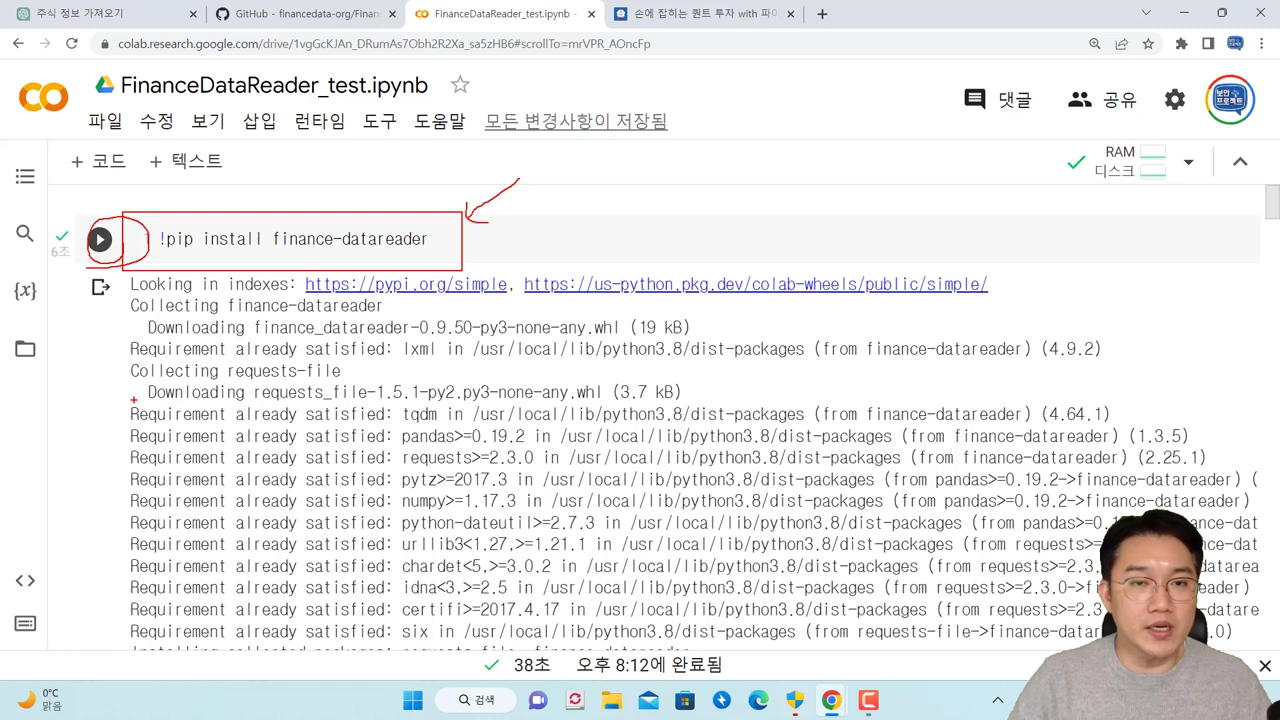 주식 정보 가져오기
GitHub - financedata-org/Finan
FinanceDataReader_test.ipynb -
손에 잡히는 퀀트 투자 with 파이
colab.research.google.com/drive/1vgGcKJAn_DRumAs7Obh2R2Xa_sa5zHB6#scrollTo=mrVPR_AOncFp
CO
FinanceDataReader_test.ipynb
댓글
공유
보안
프로젝트
파일 수정 보기 삽입 런타임 도구 도움말 모든 변경사항이 저장됨
+ 코드 + 텍스트
RAM
디스크
!pip install finance-datareader
6초
Looking in indexes: https://pypi.org/simple, https://us-python.pkg.dev/colab-wheels/public/simple/
Collecting finance-datareader
Downloading finance_datareader-0.9.50-py3-none-any.whl (19 kB)
Requirement already satisfied: lxml in /usr/local/lib/python3.8/dist-packages (from finance-datareader) (4.9.2)
Collecting requests-file
Downloading requests_file-1.5.1-py2.py3-none-any.whl (3.7 kB)
Requirement already satisfied: tqdm in /usr/local/lib/python3.8/dist-packages (from finance-datareader) (4.64.1)
Requirement already satisfied: pandas>=0.19.2 in /usr/local/lib/python3.8/dist-packages (from finance-datareader) (1.3.5)
Requirement already satisfied: requests>=2.3.0 in /usr/local/lib/python3.8/dist-packages (from finance-datareader) (2.25.1)
Requirement already satisfied: pytz>=2017.3 in /usr/local/lib/python3.8/dist-packages (from pandas>=0.19.2->finance-datareader) (
Requirement already satisfied: numpy>=1.17.3 in /usr/local/lib/python3.8/dist-packages (from pandas>=0.19.2->finance-datareader)
Requirement already satisfied: python-dateutil>=2.7.3 in /usr/local/lib/python3.8/dist-packages (from pandas>=0.1 dat
Requirement already satisfied: urllib3<1.27,>=1.21.1 in /usr/local/lib/python3.8/dist-packages (from requests>=2 dat
Requirement already satisfied: chardet<5,>=3.0.2 in /usr/local/lib/python3.8/dist-packages (from requests>=2.3 datarea
Requirement already satisfied: idna<3,>=2.5 in /usr/local/lib/python3.8/dist-packages (from requests>=2.3.0->f datareader)
Requirement already satisfied: certifi>=2017.4.17 in /usr/local/lib/python3.8/dist-packages (from requests>=2 datare
Requirement already satisfied: six in /usr/local/lib/python3.8/dist-packages (from requests-file->finance-datar .0)
38초 오후 8:12에 완료됨
0°C
맑음
검색